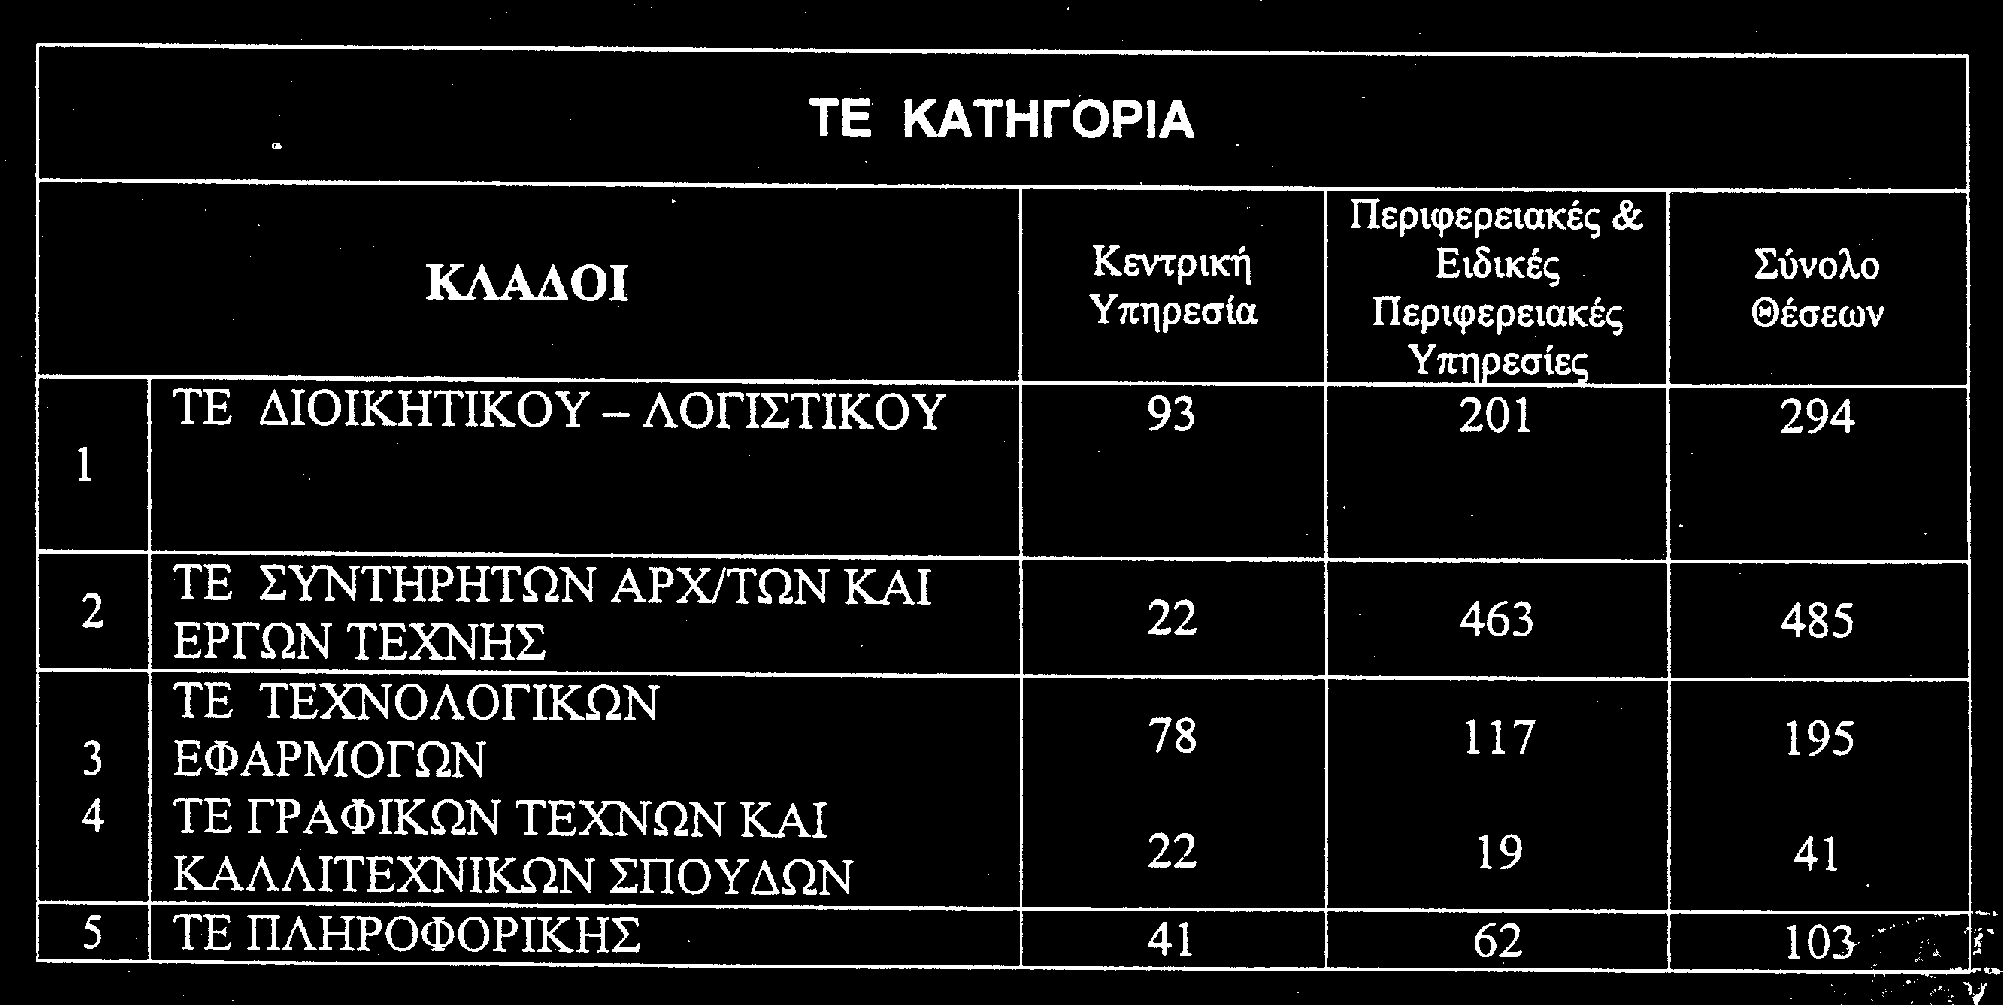 ΤΕ ΚΑΤΗΓΟΡΙΑ
ΚΛΑΔΟΙ
Κεντρική
Υπηρεσία
Περιφερειακές &
Ειδικές
Περιφερειακές
Υπηρεσίες
Σύνολο
Θέσεων
1 ΤΕ ΔΙΟΙΚΗΤΙΚΟΥ – ΛΟΓΙΣΤΙΚΟΥ 93 201 294
2 ΤΕ ΣΥΝΤΗΡΗΤΩΝ ΑΡΧ/ΤΩΝ ΚΑΙ
ΕΡΓΩΝ ΤΕΧΝΗΣ 22 463 485
ΤΕ ΤΕΧΝΟΛΟΓΙΚΩΝ
3 ΕΦΑΡΜΟΓΩΝ 78 117 195
4 ΤΕ ΓΡΑΦΙΚΩΝ ΤΕΧΝΩΝ ΚΑΙ
ΚΑΛΛΙΤΕΧΝΙΚΩΝ ΣΠΟΥΔΩΝ 22 19 41
5 ΤΕ ΠΛΗΡΟΦΟΡΙΚΗΣ 41 62 103